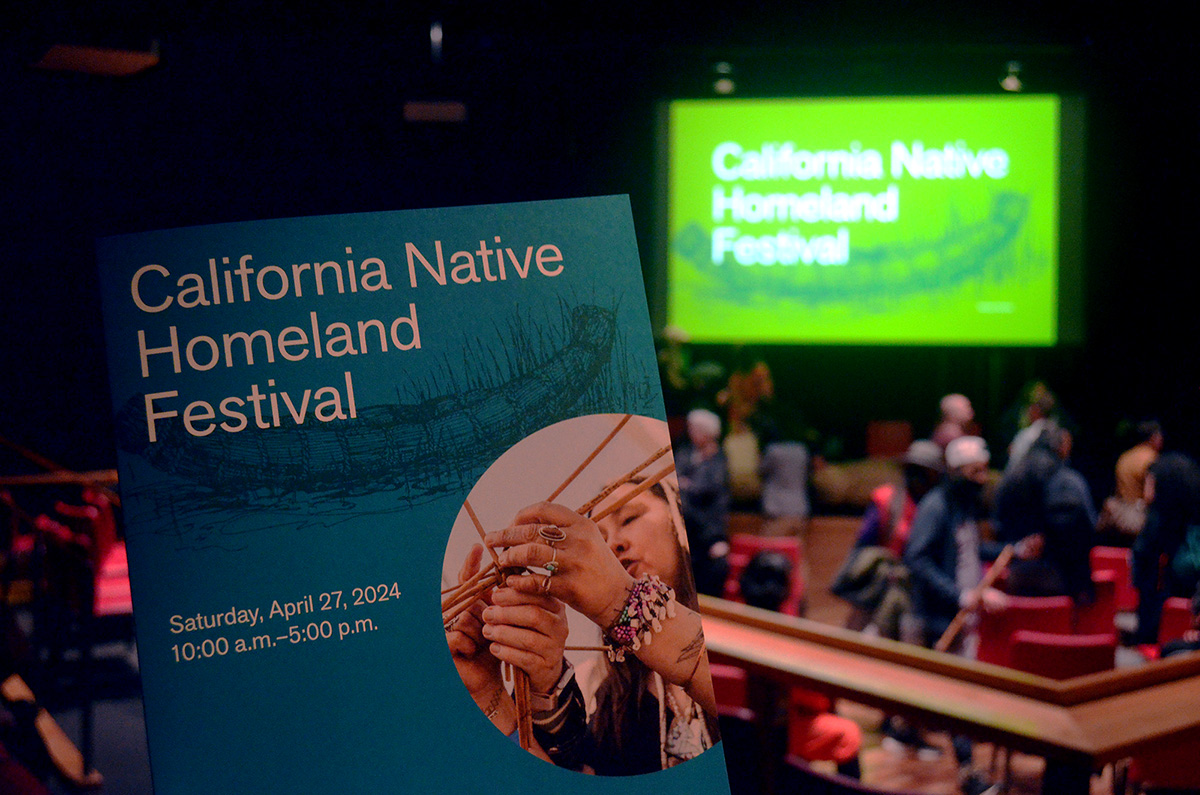 California Native
Homeland
Festival
Saturday, April 27, 2024
10:00 a.m.–5:00 p.m.
California Native
Homeland
Festival